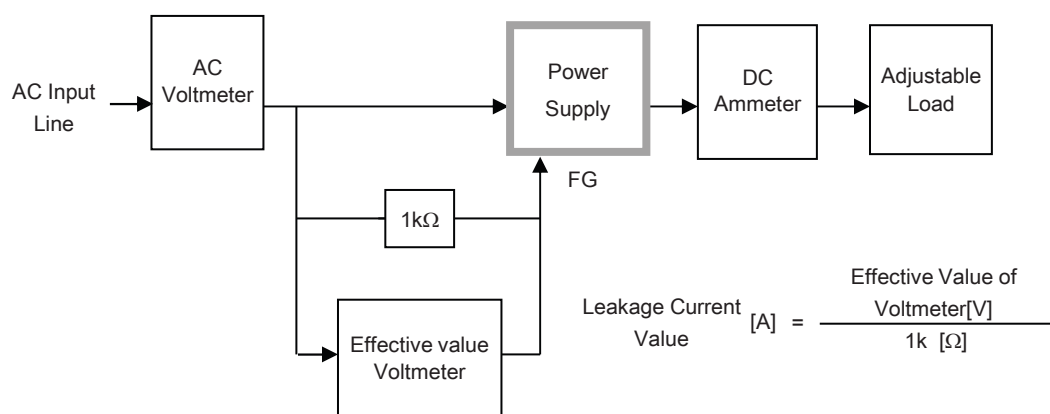 AC Input
Line
AC
Voltmeter
Power
Supply
DC
Ammeter
Adjustable
Load
FG
1kΩ
Effective value
Voltmeter
Leakage Current
Value
[A] =
Effective Value of
Voltmeter[V]
1k [Ω]